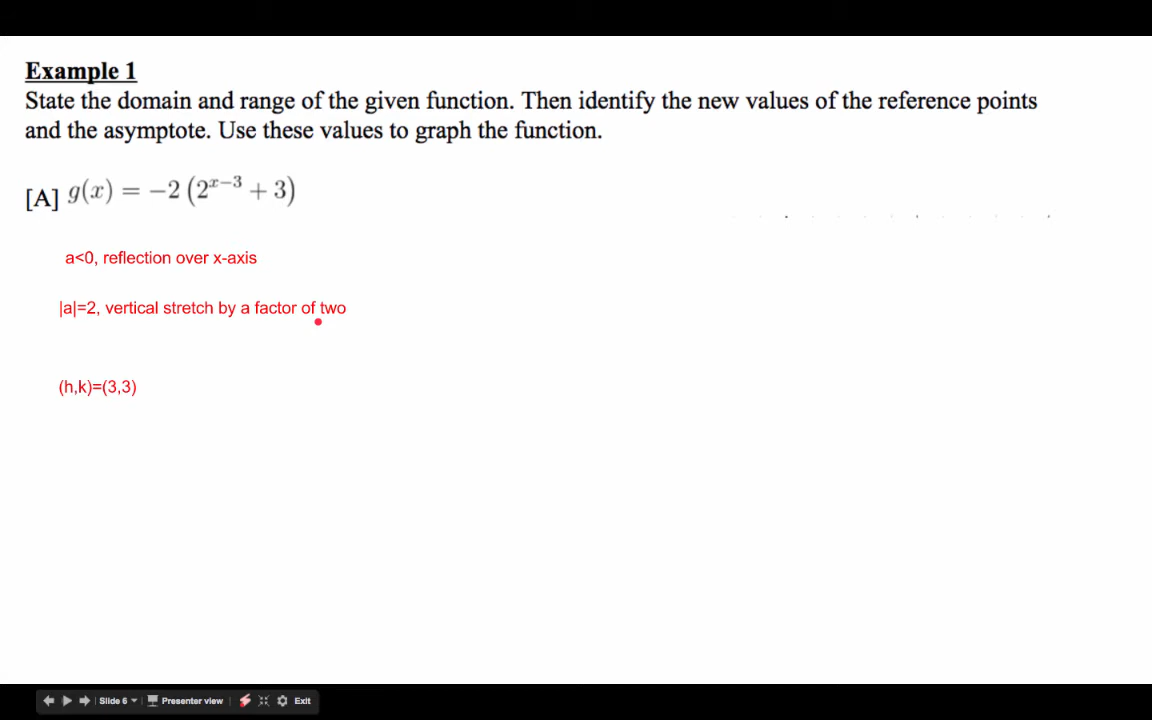 Example 1
State the domain and range of the given function. Then identify the new values of the reference points
and the asymptote. Use these values to graph the function.
[A] g(x) = −2 (2^{x−3} + 3)
a<0, reflection over x-axis
|a|=2, vertical stretch by a factor of two
(h,k)=(3,3)
Slide 6 Presenter view Exit